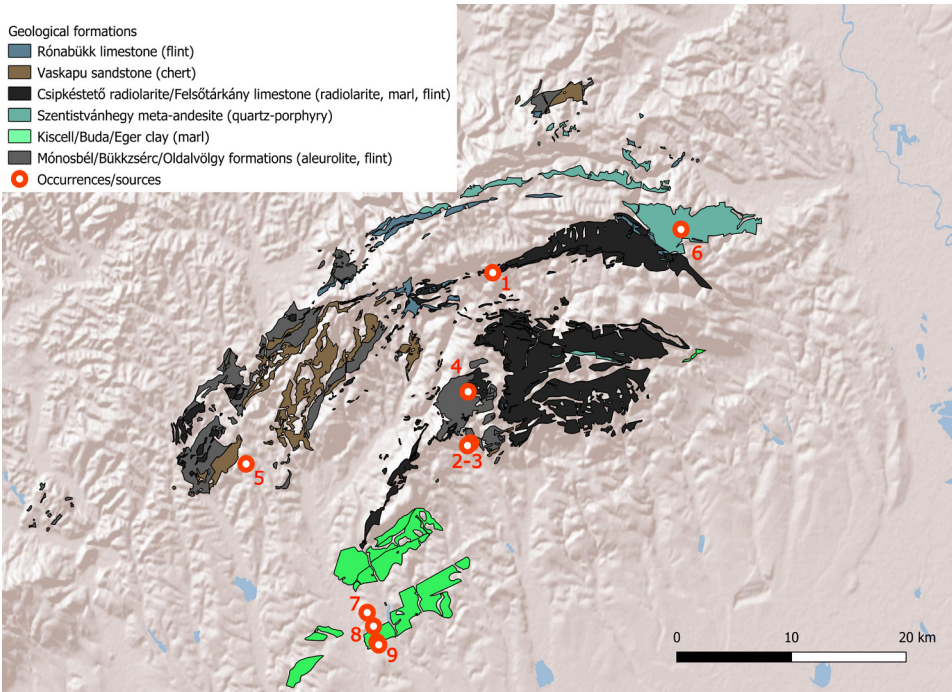 Geological formations
Rónabükk limestone (flint)
Vaskapu sandstone (chert)
Csipkéstető radiolarite/Felsőtárkány limestone (radiolarite, marl, flint)
Szentistvánhegy meta-andesite (quartz-porphyry)
Kiscell/Buda/Eger clay (marl)
Mónosbél/Bükkzsérc/Oldalvölgy formations (aleurolite, flint)
Occurrences/sources
6
1
4
2-3
5
7
8
9
0 10 20 km